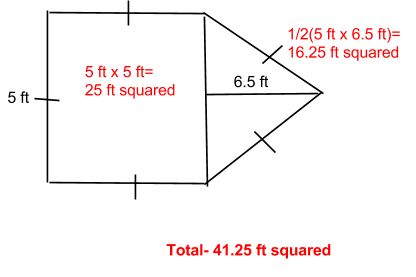 1/2(5 ft x 6.5 ft)=
16.25 ft squared
5 ft x 5 ft=
25 ft squared
6.5 ft
5 ft
Total- 41.25 ft squared